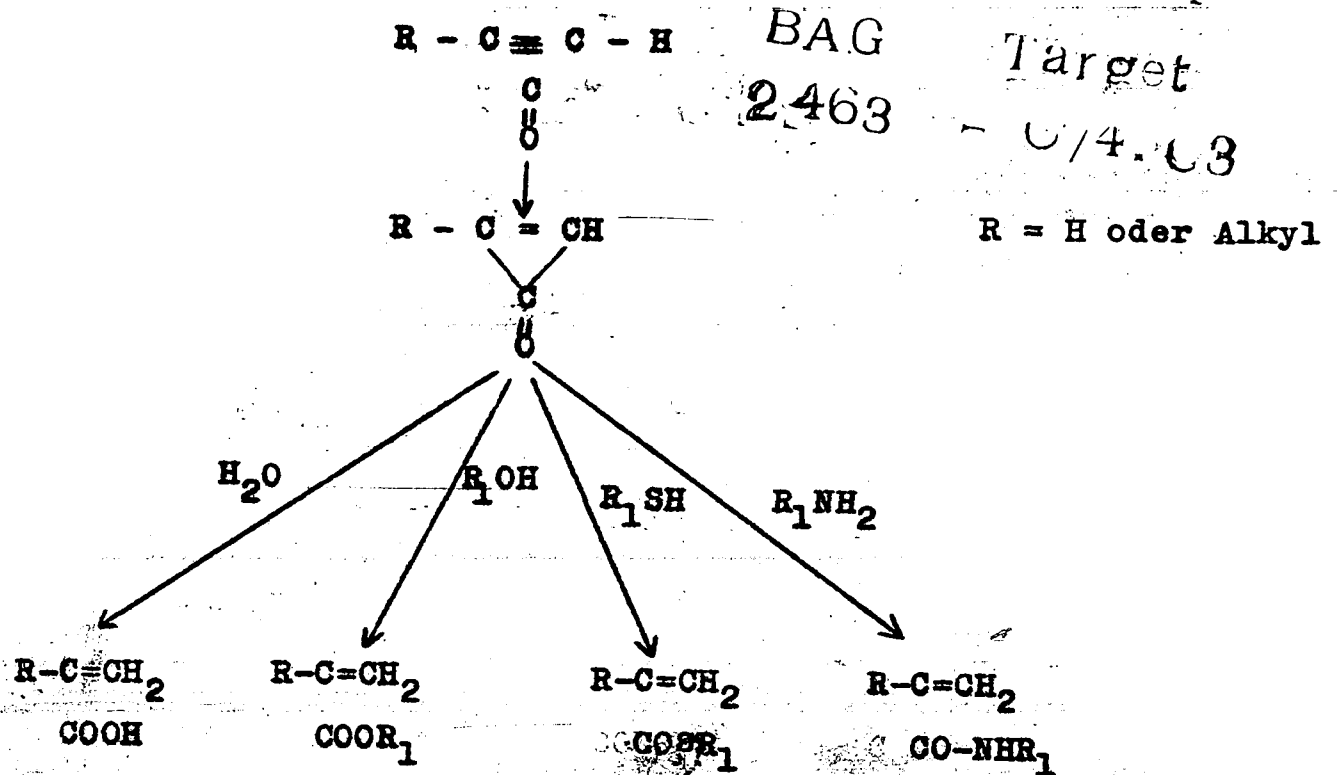 R - C ≡ C - H
BAG Target
2463
C
=
O
R - C = CH
R = H oder Alkyl
C
=
O
H2O R1OH R1SH R1NH2
R-C=CH2 R-C=CH2 R-C=CH2 R-C=CH2
COOH COOR1 COSR1 CO-NHR1